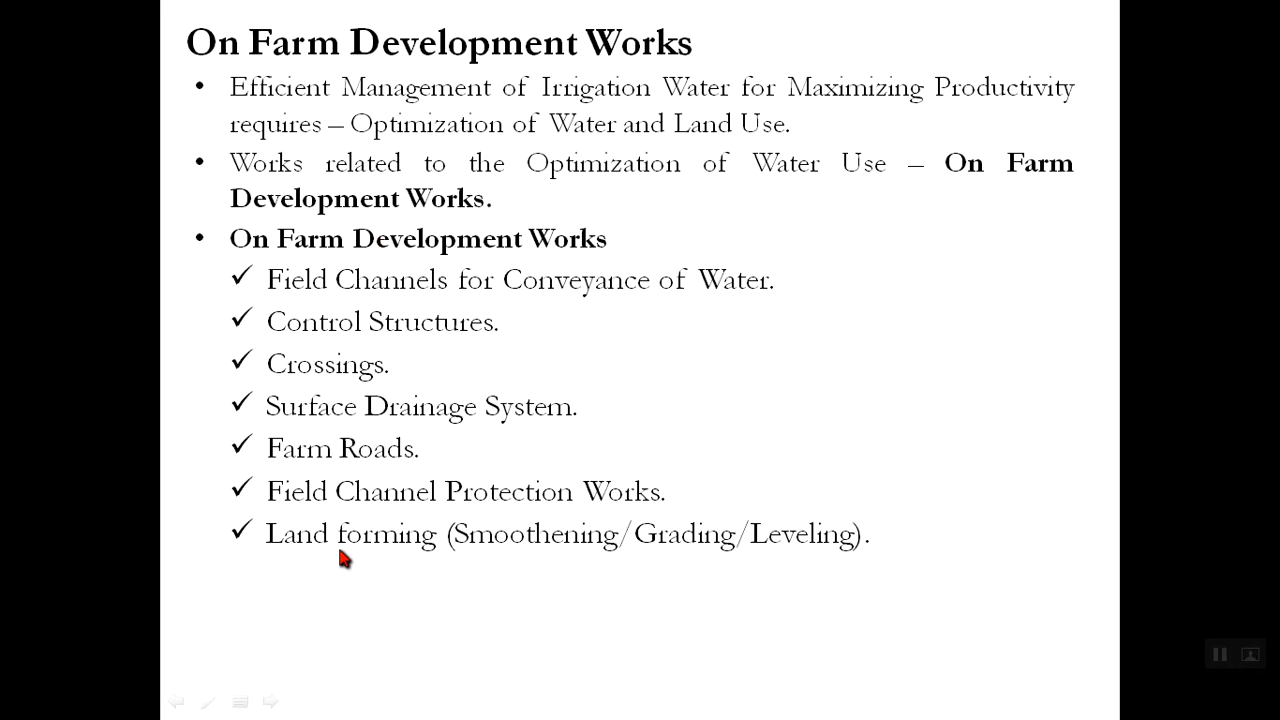 On Farm Development Works
• Efficient Management of Irrigation Water for Maximizing Productivity
requires – Optimization of Water and Land Use.
• Works related to the Optimization of Water Use – On Farm
Development Works.
• On Farm Development Works
✓ Field Channels for Conveyance of Water.
✓ Control Structures.
✓ Crossings.
✓ Surface Drainage System.
✓ Farm Roads.
✓ Field Channel Protection Works.
✓ Land forming (Smoothening/Grading/Leveling).